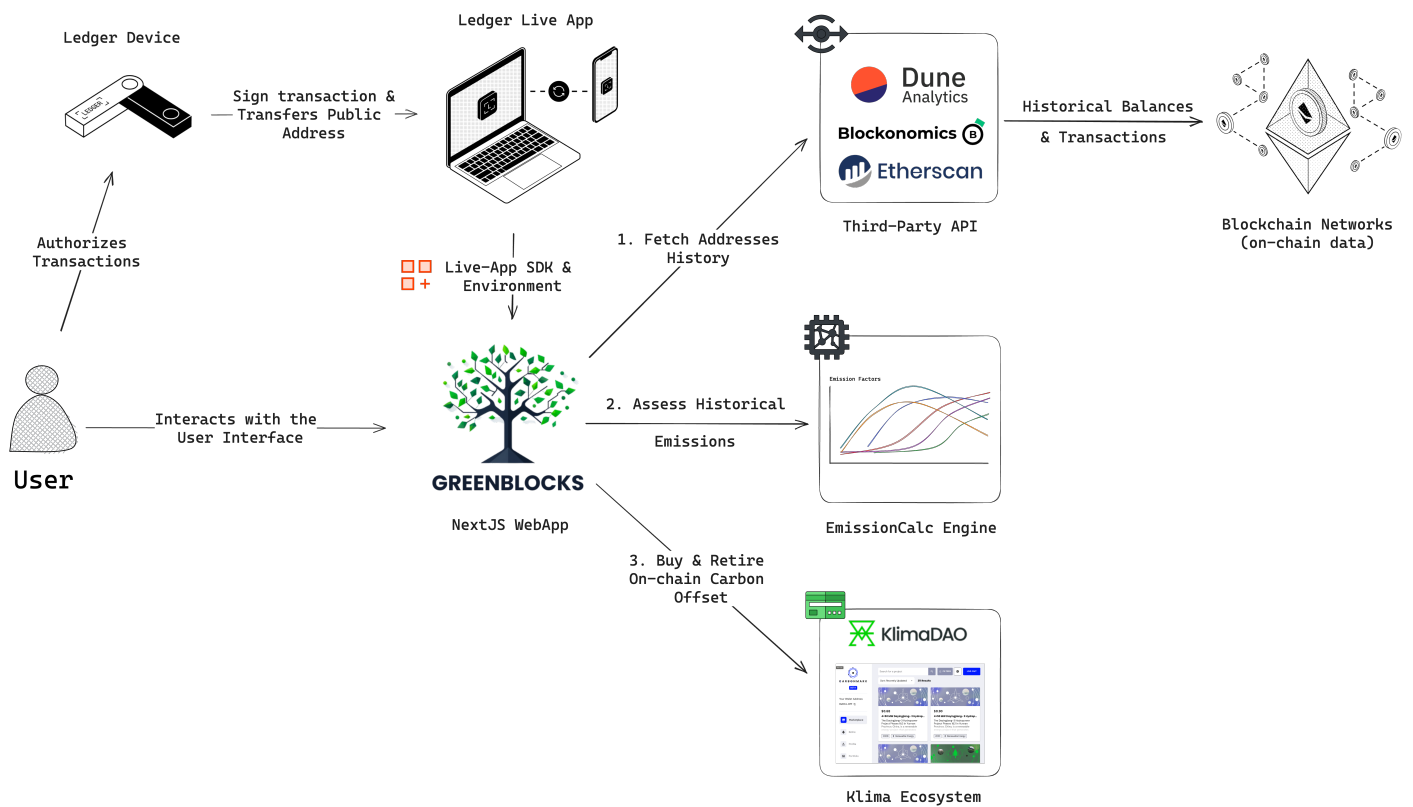 Ledger Device
Ledger Live App
LEDGER
Sign transaction &
Transfers Public
Address
Dune
Analytics
Blockonomics B
Etherscan
Third-Party API
Historical Balances
& Transactions
Blockchain Networks
(on-chain data)
Authorizes
Transactions
1. Fetch Addresses
History
Live-App SDK &
Environment
User
Interacts with the
User Interface
GREENBLOCKS
NextJS WebApp
2. Assess Historical
Emissions
Emission Factors
EmissionCalc Engine
3. Buy & Retire
On-chain Carbon
Offset
KlimaDAO
CARBONMARK
Marketplace
Klima Ecosystem